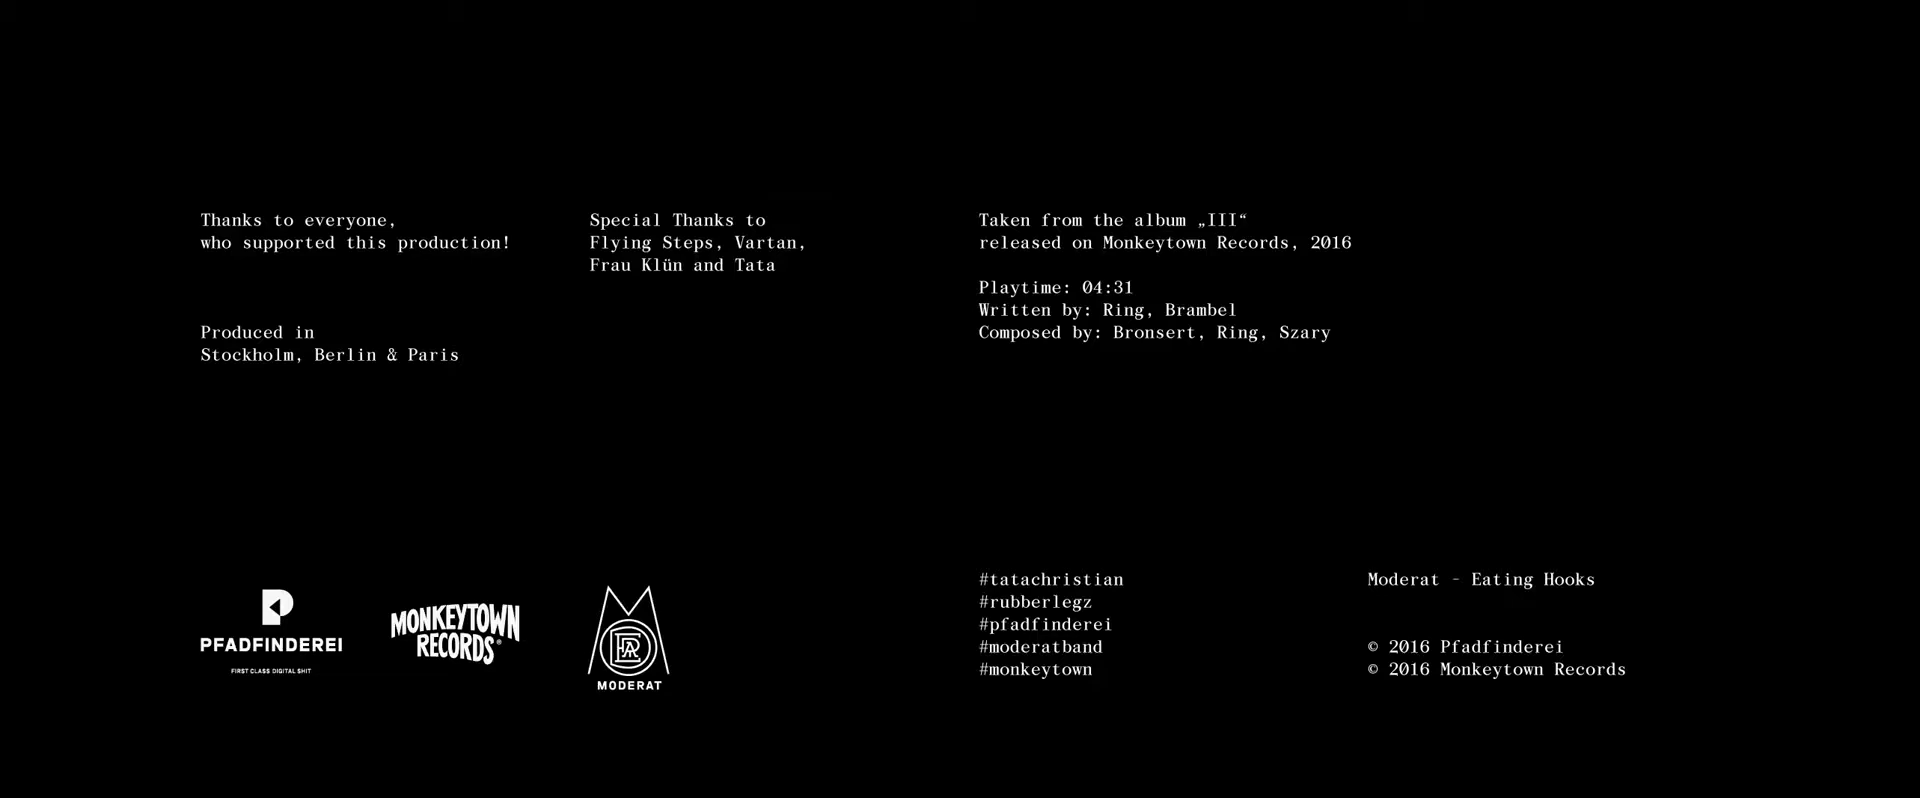 Thanks to everyone,
who supported this production!
Produced in
Stockholm, Berlin & Paris
Special Thanks to
Flying Steps, Vartan,
Frau Klün and Tata
Taken from the album „III“
released on Monkeytown Records, 2016
Playtime: 04:31
Written by: Ring, Brambel
Composed by: Bronsert, Ring, Szary
PFADFINDEREI
FIRST CLASS DIGITAL SHIT
MONKEYTOWN
RECORDS®
MODERAT
#tatachristian
#rubberlegz
#pfadfinderei
#moderatband
#monkeytown
Moderat - Eating Hooks
© 2016 Pfadfinderei
© 2016 Monkeytown Records